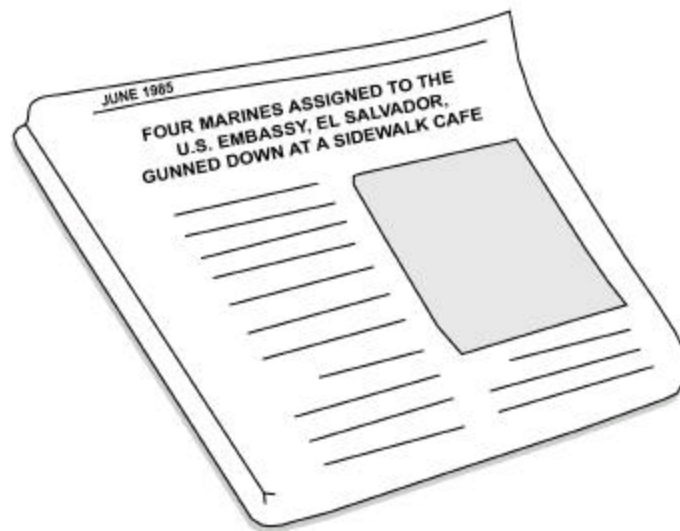 JUNE 1985
FOUR MARINES ASSIGNED TO THE
U.S. EMBASSY, EL SALVADOR,
GUNNED DOWN AT A SIDEWALK CAFE